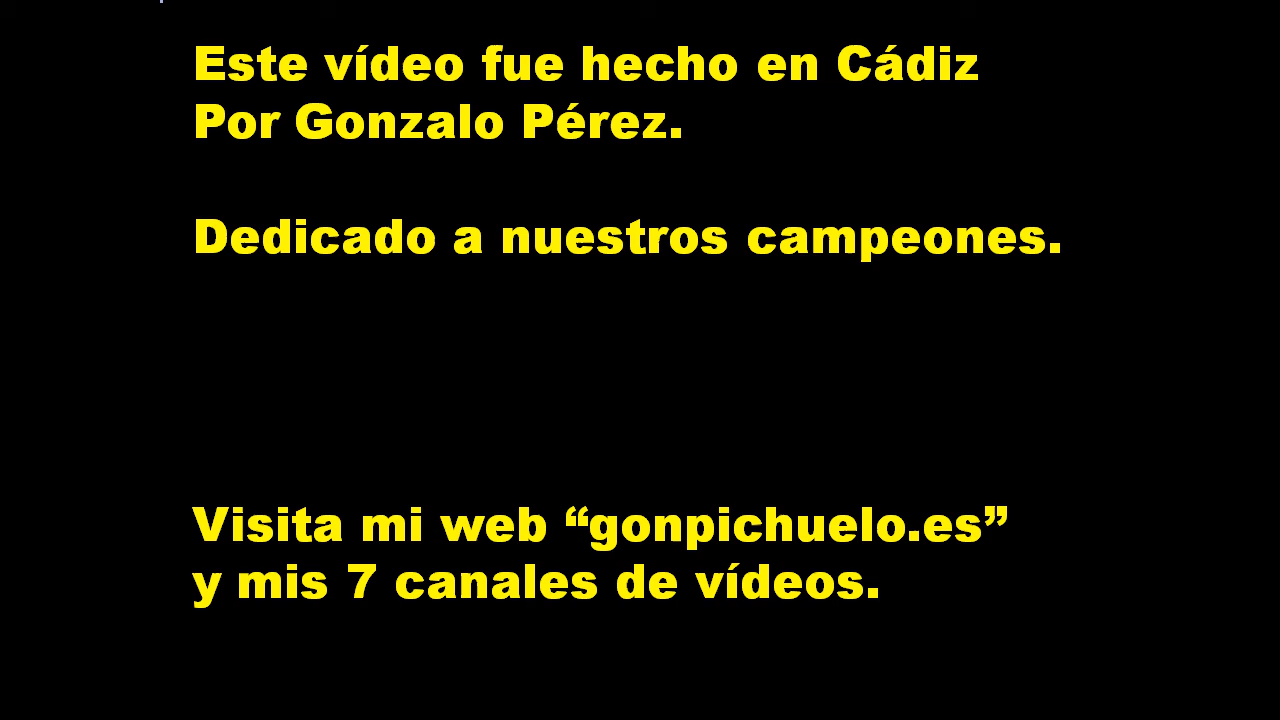 Este vídeo fue hecho en Cádiz
Por Gonzalo Pérez.
Dedicado a nuestros campeones.
Visita mi web “gonpichuelo.es”
y mis 7 canales de vídeos.